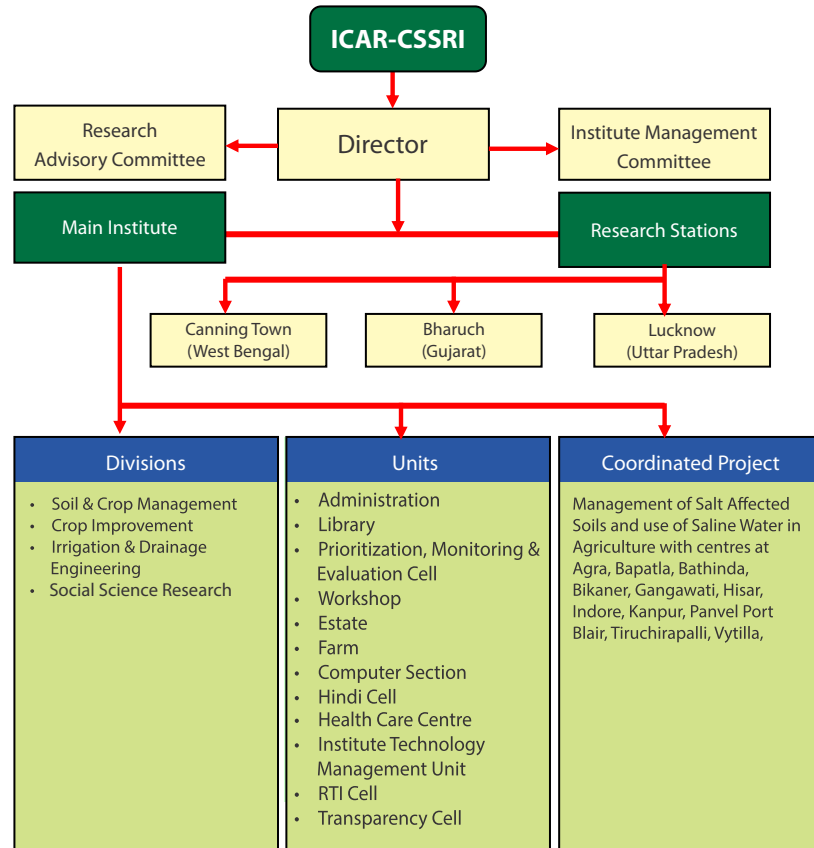 ICAR-CSSRI
Research
Advisory Committee
Director
Institute Management
Committee
Main Institute
Research Stations
Canning Town
(West Bengal)
Bharuch
(Gujarat)
Lucknow
(Uttar Pradesh)
Divisions
• Soil & Crop Management
• Crop Improvement
• Irrigation & Drainage
Engineering
• Social Science Research
Units
• Administration
• Library
• Prioritization, Monitoring &
Evaluation Cell
• Workshop
• Estate
• Farm
• Computer Section
• Hindi Cell
• Health Care Centre
• Institute Technology
Management Unit
• RTI Cell
• Transparency Cell
Coordinated Project
Management of Salt Affected
Soils and use of Saline Water in
Agriculture with centres at
Agra, Bapatla, Bathinda,
Bikaner, Gangawati, Hisar,
Indore, Kanpur, Panvel Port
Blair, Tiruchirapalli, Vytilla,